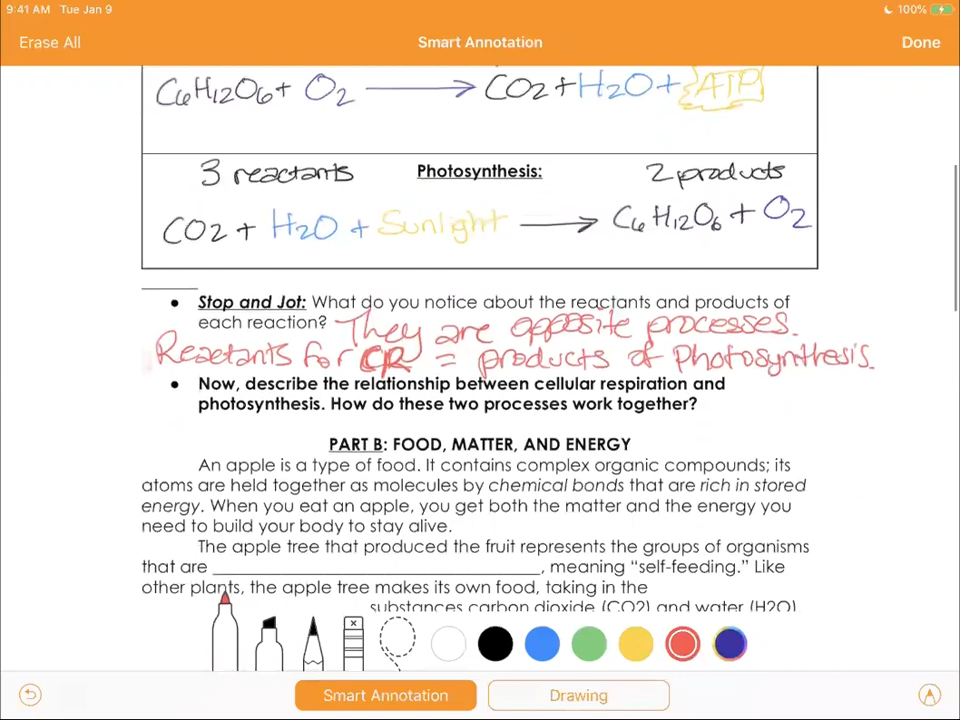 9:41 AM Tue Jan 9
100%
Erase All
Smart Annotation
Done
C6H12O6 + O2 → CO2 + H2O + ATP
3 reactants
Photosynthesis:
2 products
CO2 + H2O + Sunlight → C6H12O6 + O2
• Stop and Jot: What do you notice about the reactants and products of
each reaction? They are opposite processes.
Reactants for CR = products of Photosynthesis.
• Now, describe the relationship between cellular respiration and
photosynthesis. How do these two processes work together?
PART B: FOOD, MATTER, AND ENERGY
An apple is a type of food. It contains complex organic compounds; its
atoms are held together as molecules by chemical bonds that are rich in stored
energy. When you eat an apple, you get both the matter and the energy you
need to build your body to stay alive.
The apple tree that produced the fruit represents the groups of organisms
that are ________________________________, meaning “self-feeding.” Like
other plants, the apple tree makes its own food, taking in the
substances carbon dioxide (CO2) and water (H2O)
Smart Annotation
Drawing